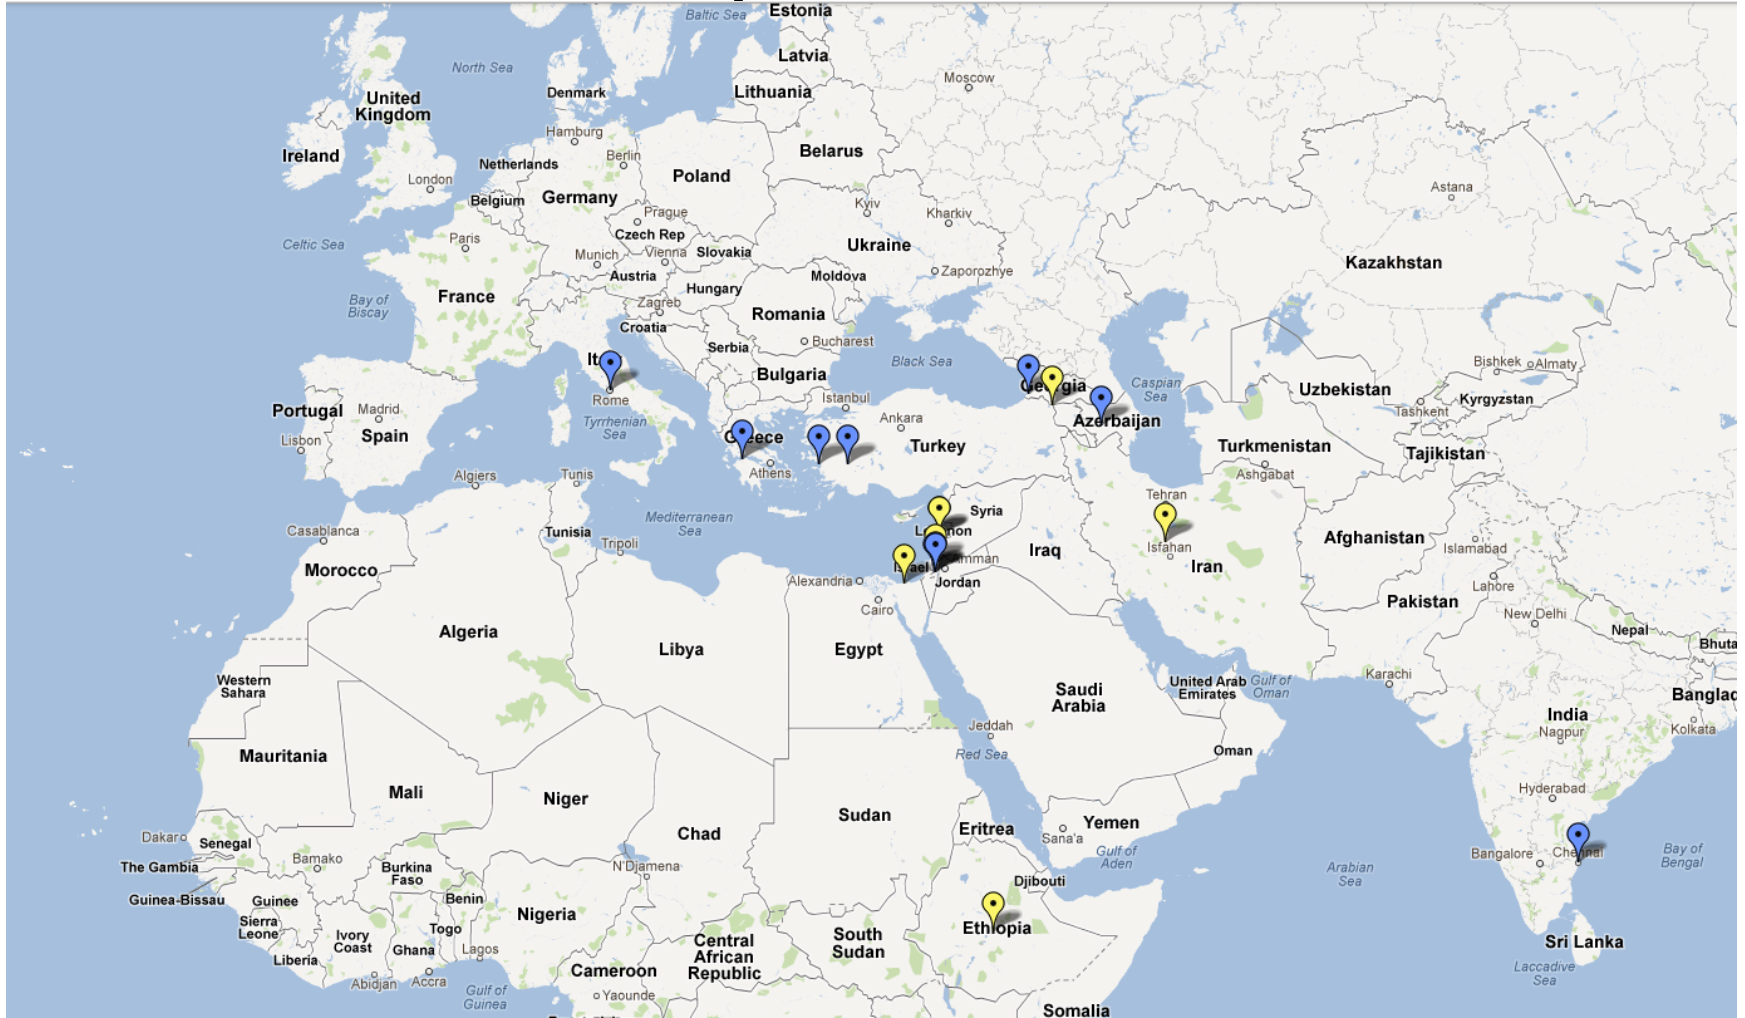 Estonia
Baltic Sea
Latvia
North Sea
Moscow
Denmark
Lithuania
United
Kingdom
Hamburg
Ireland
Netherlands
Berlin
Belarus
Poland
London
Belgium
Germany
Astana
Prague
Kyiv
Kharkiv
Czech Rep
Celtic Sea
Paris
Munich
Vienna
Slovakia
Ukraine
Austria
Moldova
Zaporozhye
Kazakhstan
Hungary
France
Bay of
Biscay
Zagreb
Romania
Croatia
Bucharest
Serbia
Black Sea
Bishkek
Almaty
Bulgaria
Georgia
Caspian
Sea
Uzbekistan
Kyrgyzstan
Rome
Istanbul
Portugal
Madrid
Tashkent
Ankara
Azerbaijan
Tyrrhenian
Sea
Spain
Lisbon
Greece
Turkey
Turkmenistan
Tajikistan
Athens
Algiers
Tunis
Ashgabat
Tehran
Syria
Mediterranean
Sea
Casablanca
Tunisia
Lebanon
Tripoli
Iraq
Isfahan
Afghanistan
Islamabad
Amman
Israel
Iran
Morocco
Alexandria
Jordan
Lahore
Cairo
Pakistan
New Delhi
Algeria
Nepal
Libya
Egypt
Bhuta
Western
Sahara
Karachi
United Arab
Emirates
Gulf of
Oman
Saudi
Arabia
Banglad
India
Jeddah
Nagpur
Kolkata
Mauritania
Red Sea
Oman
Mali
Niger
Hyderabad
Sudan
Chad
Eritrea
Yemen
Dakar
Senegal
Sana'a
Bamako
Burkina
Faso
N'Djamena
Gulf of
Aden
Bangalore
Chennai
Bay of
Bengal
The Gambia
Arabian
Sea
Djibouti
Guinea-Bissau
Guinee
Benin
Nigeria
Sierra
Leone
Togo
Ivory
Coast
Ghana
Lagos
Central
African
Republic
South
Sudan
Ethiopia
Sri Lanka
Liberia
Cameroon
Abidjan
Accra
Laccadive
Sea
Gulf of
Guinea
Yaounde
Somalia